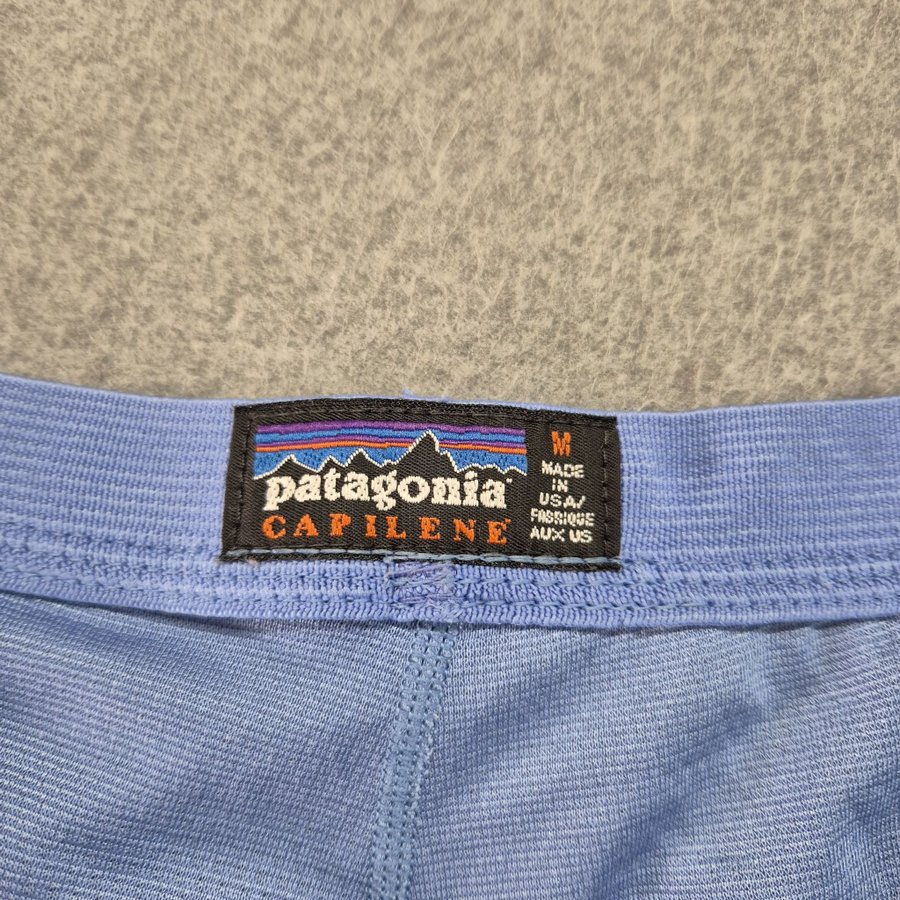 patagonia
CAPILENE
M
MADE
IN
USA/
FABRIQUE
AUX US